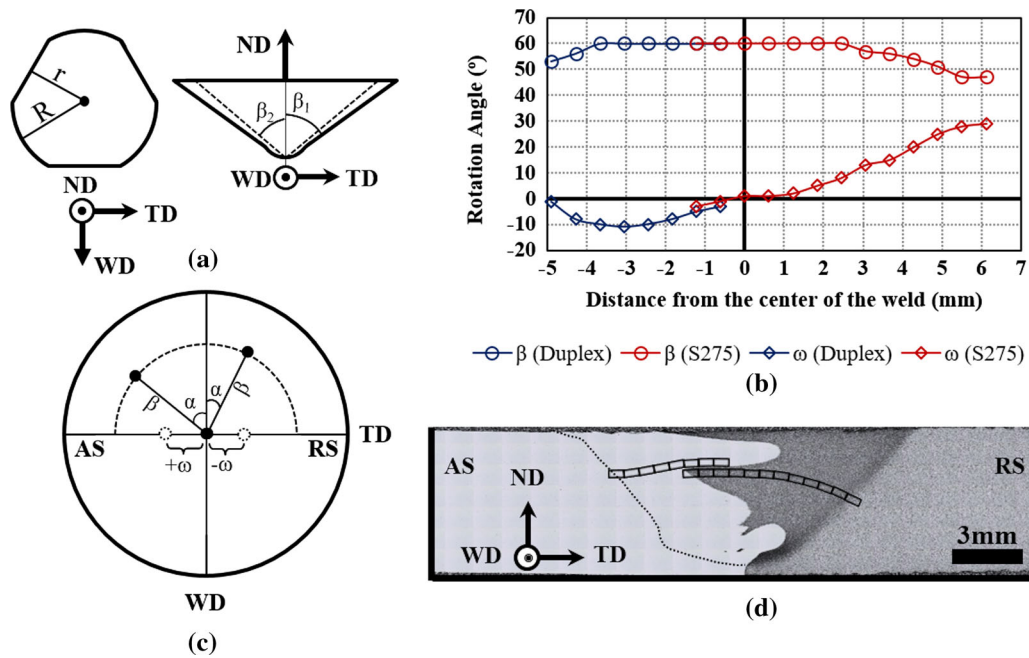 r
R
ND
TD
WD
ND
β2
β1
WD
TD
(a)
Rotation Angle (º)
70
60
50
40
30
20
10
0
-10
-20
-5
-4
-3
-2
-1
0
1
2
3
4
5
6
7
Distance from the center of the weld (mm)
β (Duplex)
β (S275)
ω (Duplex)
ω (S275)
(b)
β
α
α
β
AS
RS
TD
+ω
-ω
WD
(c)
AS
ND
WD
TD
RS
3mm
(d)